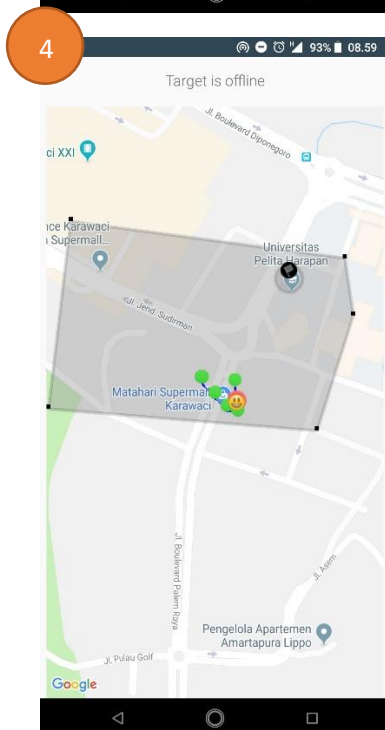 4
93% 08.59
Target is offline
Jl. Boulevard Diponegoro
ci XXI
nce Karawaci
Supermall...
Universitas
Pelita Harapan
Jl. Jend. Sudirman
Matahari Supermal
Karawaci
Jl. Boulevard Palem Raya
Jl. Asem
Pengelola Apartemen
Amartapura Lippo
Jl. Pulau Golf
Google